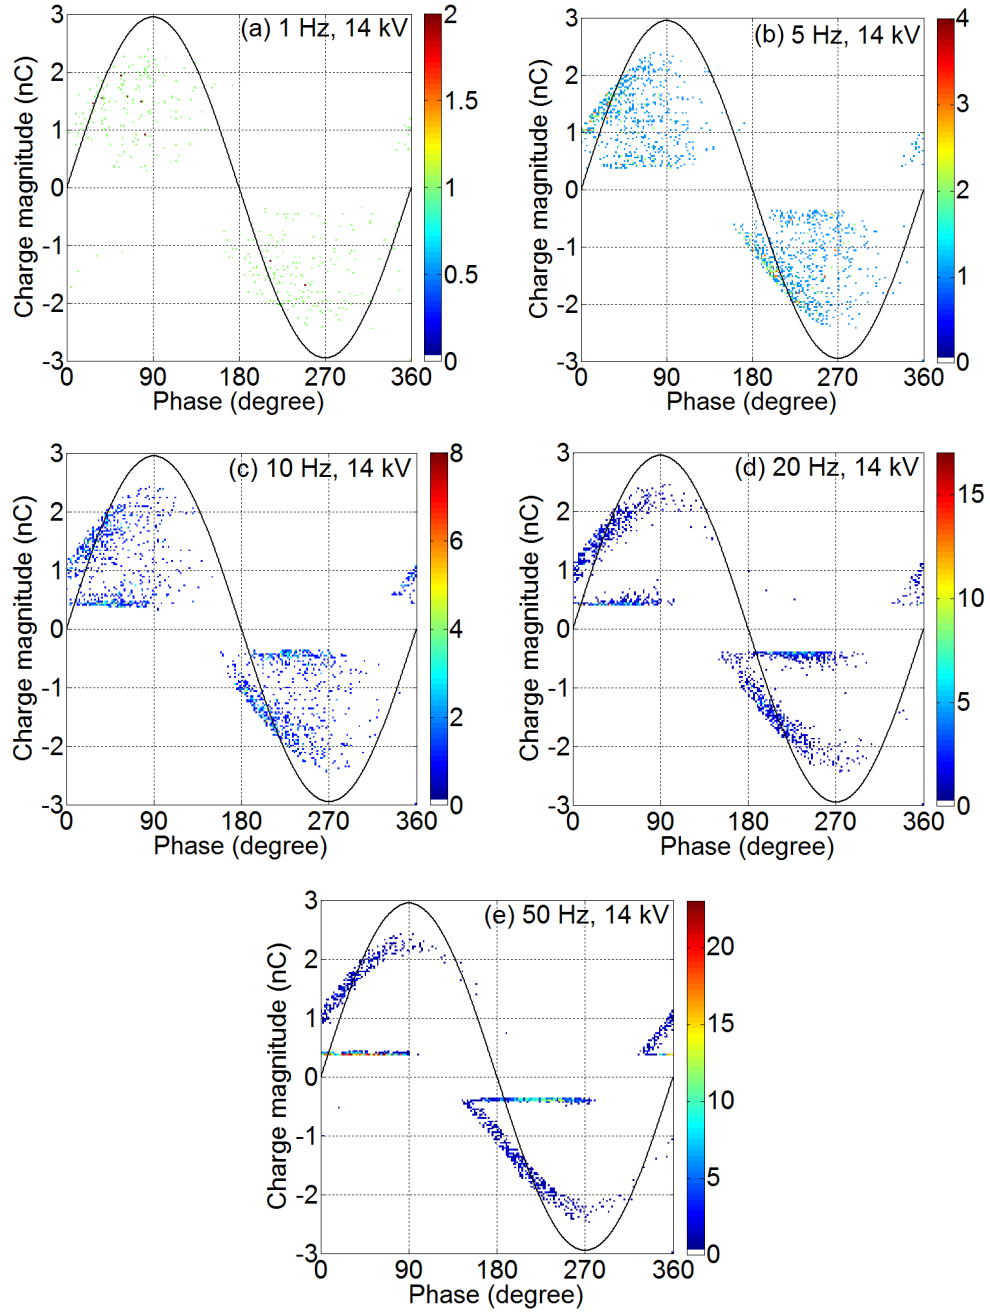 (a) 1 Hz, 14 kV
Charge magnitude (nC)
3
2
1
0
-1
-2
-3
0 90 180 270 360
Phase (degree)
2
1.5
1
0.5
0
(b) 5 Hz, 14 kV
Charge magnitude (nC)
3
2
1
0
-1
-2
-3
0 90 180 270 360
Phase (degree)
4
3
2
1
0
(c) 10 Hz, 14 kV
Charge magnitude (nC)
3
2
1
0
-1
-2
-3
0 90 180 270 360
Phase (degree)
8
6
4
2
0
(d) 20 Hz, 14 kV
Charge magnitude (nC)
3
2
1
0
-1
-2
-3
0 90 180 270 360
Phase (degree)
15
10
5
0
(e) 50 Hz, 14 kV
Charge magnitude (nC)
3
2
1
0
-1
-2
-3
0 90 180 270 360
Phase (degree)
20
15
10
5
0